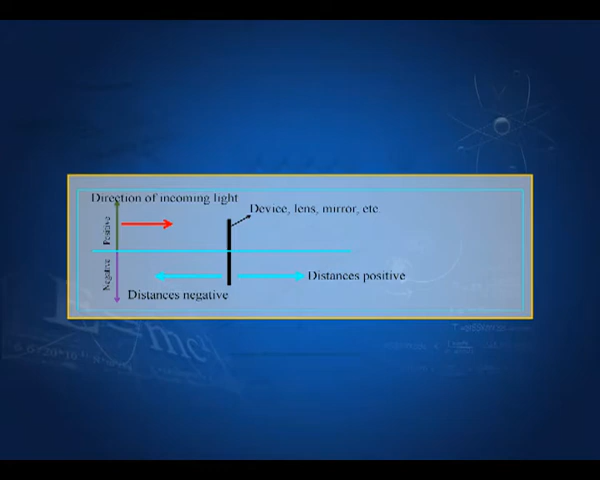 Direction of incoming light
Device, lens, mirror, etc.
Positive
Negative
Distances positive
Distances negative